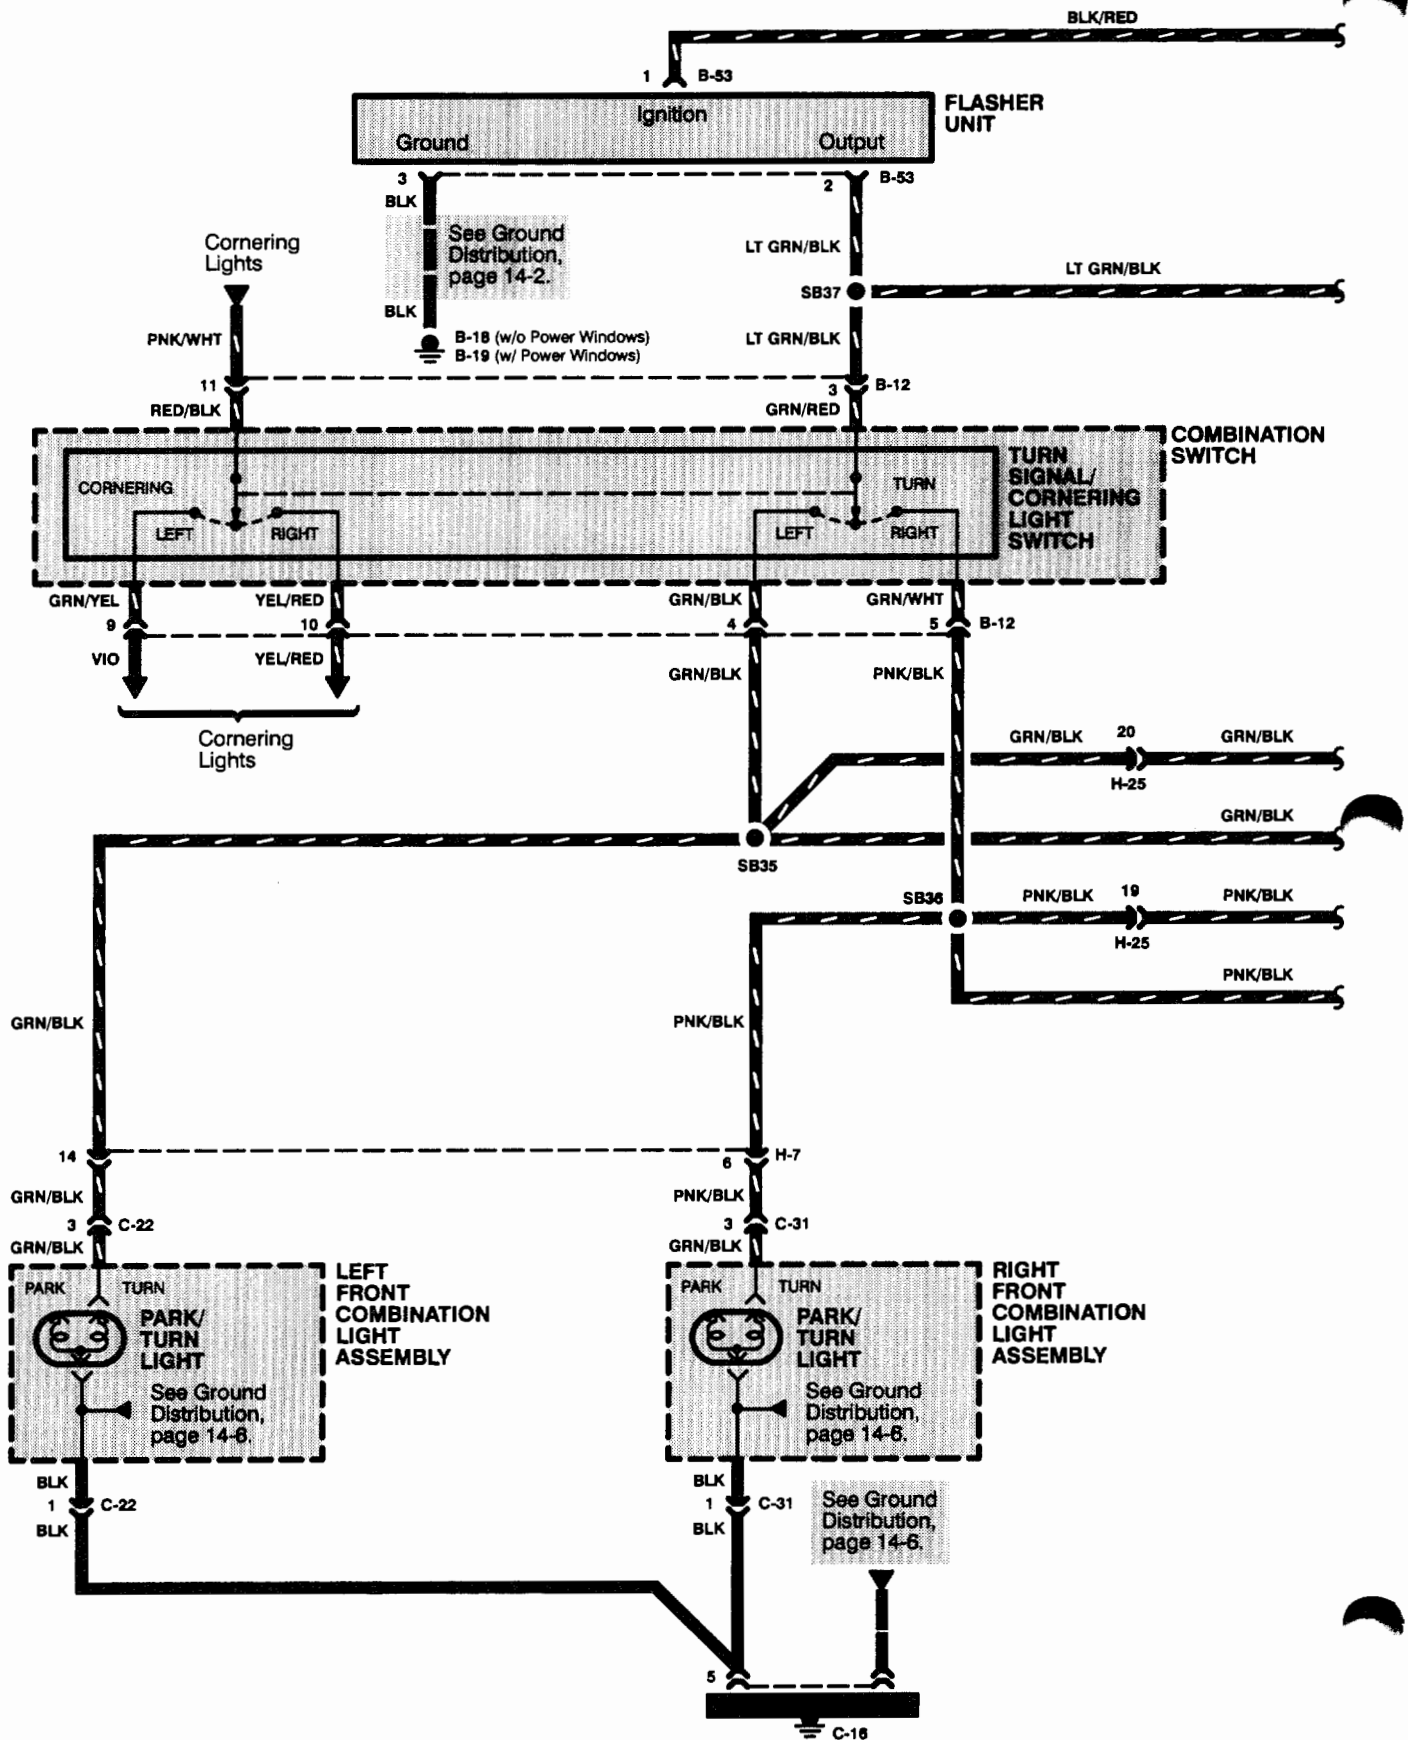 BLK/RED
1
B-53
FLASHER
UNIT
Ignition
Ground
Output
3
2
B-53
BLK
See Ground
Distribution,
page 14-2.
LT GRN/BLK
Cornering
Lights
LT GRN/BLK
SB37
BLK
PNK/WHT
B-18 (w/o Power Windows)
B-19 (w/ Power Windows)
LT GRN/BLK
11
3
B-12
RED/BLK
GRN/RED
COMBINATION
SWITCH
TURN
SIGNAL/
CORNERING
LIGHT
SWITCH
CORNERING
TURN
LEFT
RIGHT
LEFT
RIGHT
GRN/YEL
YEL/RED
GRN/BLK
GRN/WHT
9
10
4
5
B-12
VIO
YEL/RED
GRN/BLK
PNK/BLK
Cornering
Lights
GRN/BLK
20
GRN/BLK
H-25
GRN/BLK
SB35
SB36
PNK/BLK
19
PNK/BLK
H-25
PNK/BLK
GRN/BLK
PNK/BLK
14
6
H-7
GRN/BLK
PNK/BLK
3
C-22
3
C-31
GRN/BLK
GRN/BLK
PARK
TURN
LEFT
FRONT
COMBINATION
LIGHT
ASSEMBLY
PARK/
TURN
LIGHT
See Ground
Distribution,
page 14-6.
PARK
TURN
RIGHT
FRONT
COMBINATION
LIGHT
ASSEMBLY
PARK/
TURN
LIGHT
See Ground
Distribution,
page 14-6.
BLK
1
C-22
BLK
BLK
1
C-31
BLK
See Ground
Distribution,
page 14-6.
5
C-16